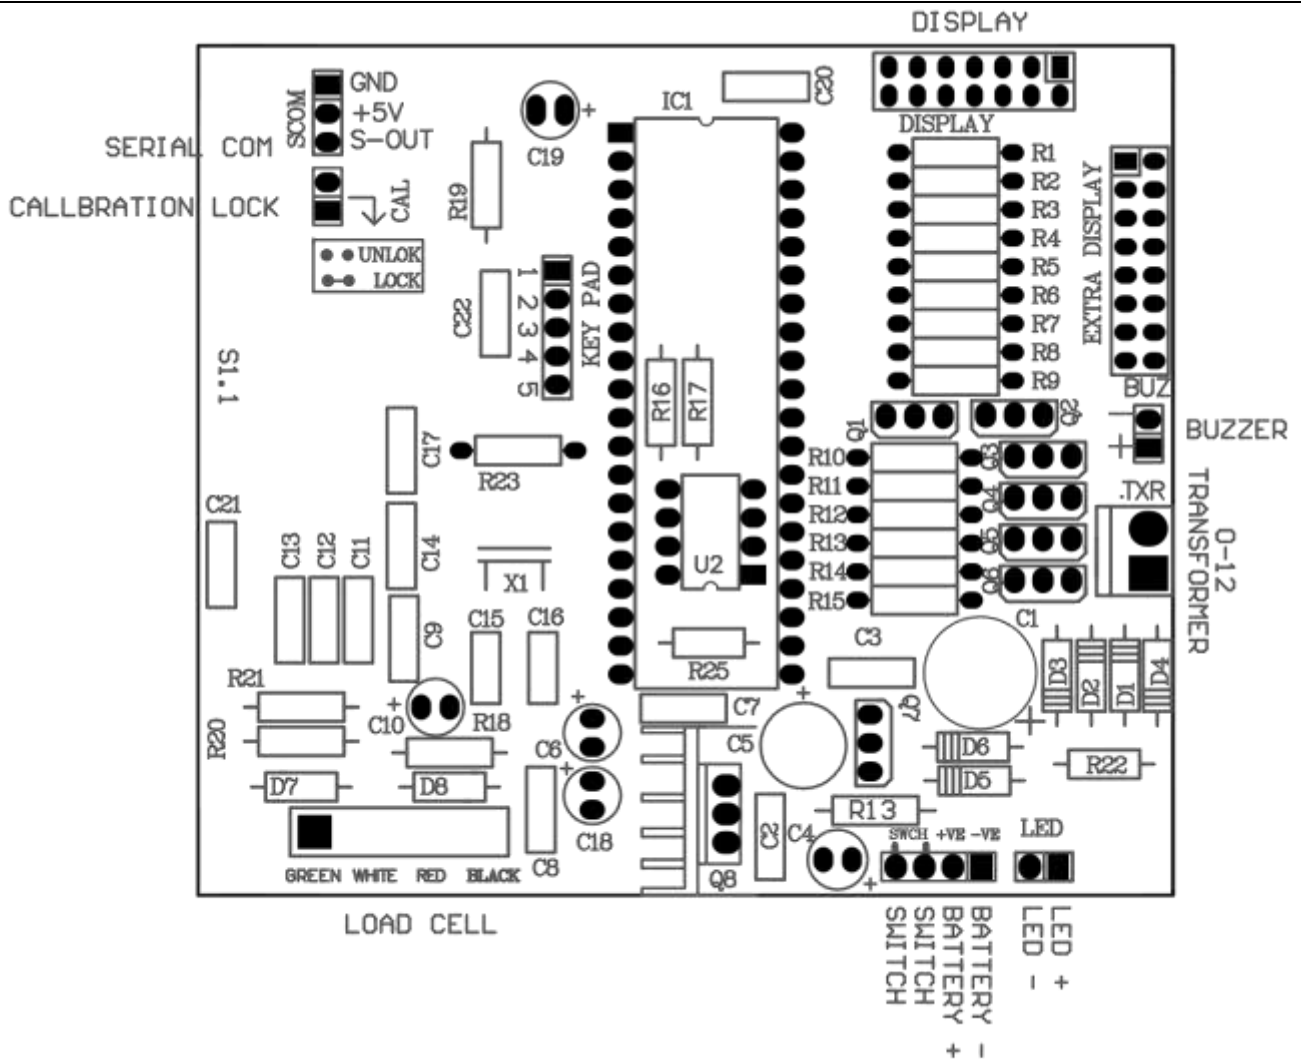 DISPLAY
GND
+5V
S-OUT
SCOM
SERIAL COM
CALLBRATION LOCK
CAL
UNLOK
LOCK
C19
+
R19
C22
1
2
3
4
5
KEY PAD
IC1
C20
DISPLAY
R1
R2
R3
R4
R5
R6
R7
R8
R9
EXTRA DISPLAY
BUZ
BUZZER
- +
S1.1
R16
R17
Q1
Q2
Q3
Q4
Q5
Q6
R10
R11
R12
R13
R14
R15
.TXR
0-12
TRANSFORMER
C17
R23
C21
C13
C12
C11
C14
C9
X1
U2
C15
C16
R25
C3
C1
+
D3
D2
D1
D4
R21
R20
+
C10
R18
+
C6
C7
C5
+
Q7
D6
D5
R22
D7
D8
+
C18
C8
Q8
C2
C4
+
R13
SWCH +VE -VE
LED
GREEN WHITE RED BLACK
LOAD CELL
SWITCH
SWITCH
BATTERY +
BATTERY -
LED -
LED +